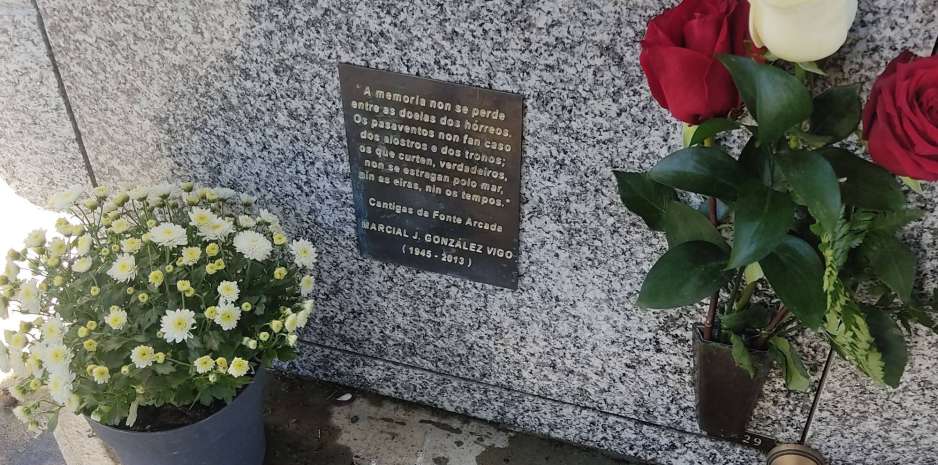 " A memoria non se perde
entre as doelas dos hórreos.
Os pasaventos non fan caso
dos alostros e dos tronos;
os que curten, verdadeiros,
non se estragan polo mar,
nin as eiras, nin os tempos."
Cantigas da Fonte Arcada
MARCIAL J. GONZÁLEZ VIGO
( 1945 - 2013 )
29